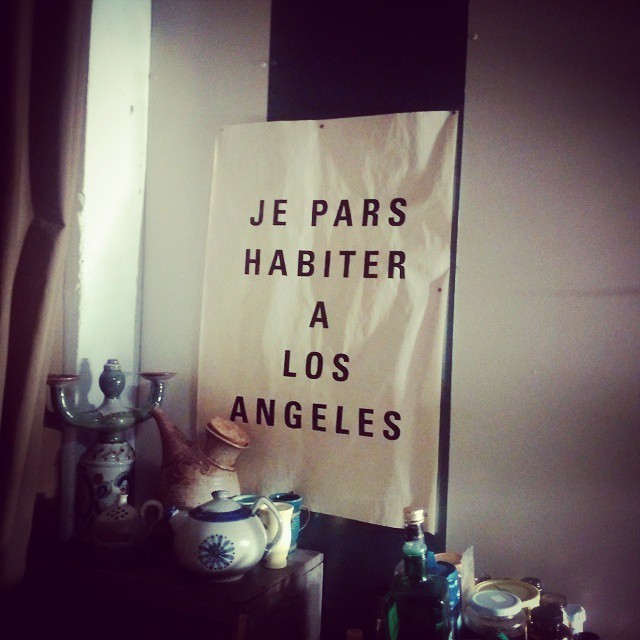 JE PARS
HABITER
A
LOS
ANGELES